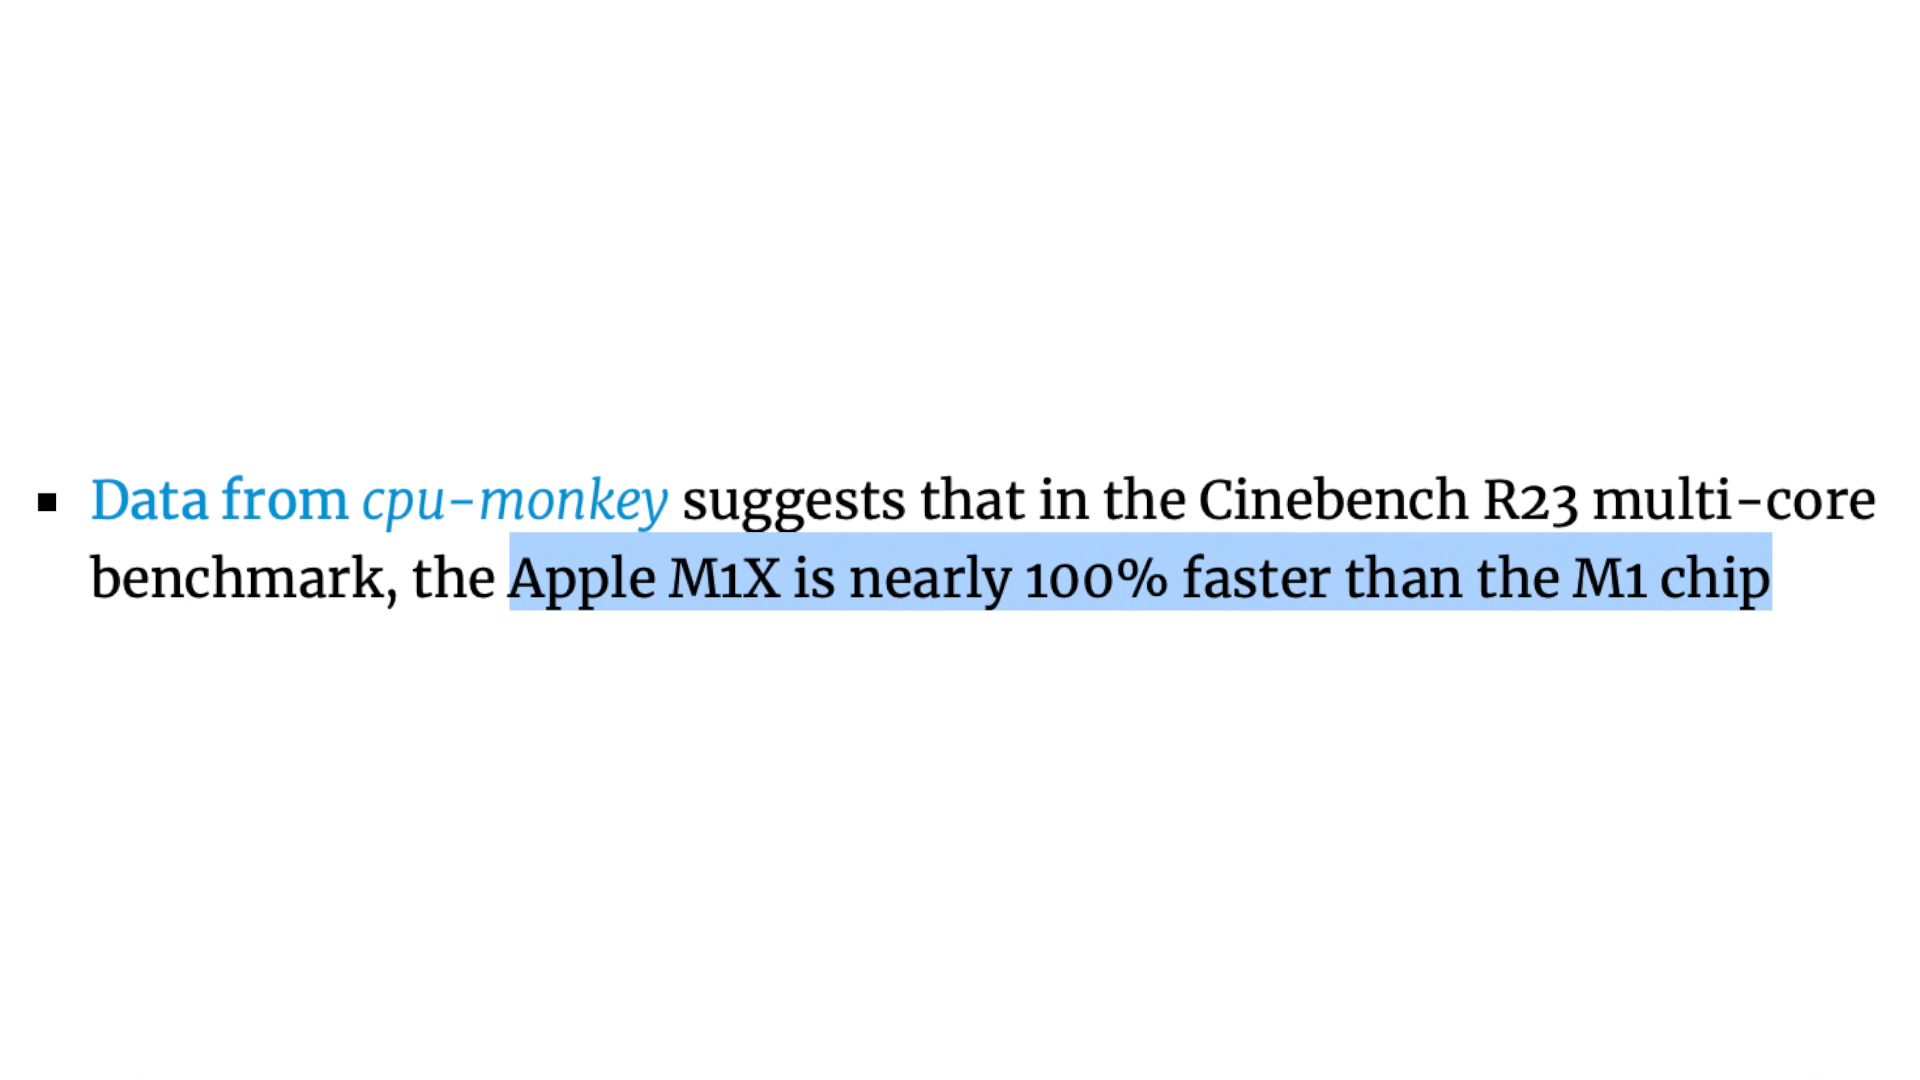 ▪ Data from cpu-monkey suggests that in the Cinebench R23 multi-core
benchmark, the Apple M1X is nearly 100% faster than the M1 chip